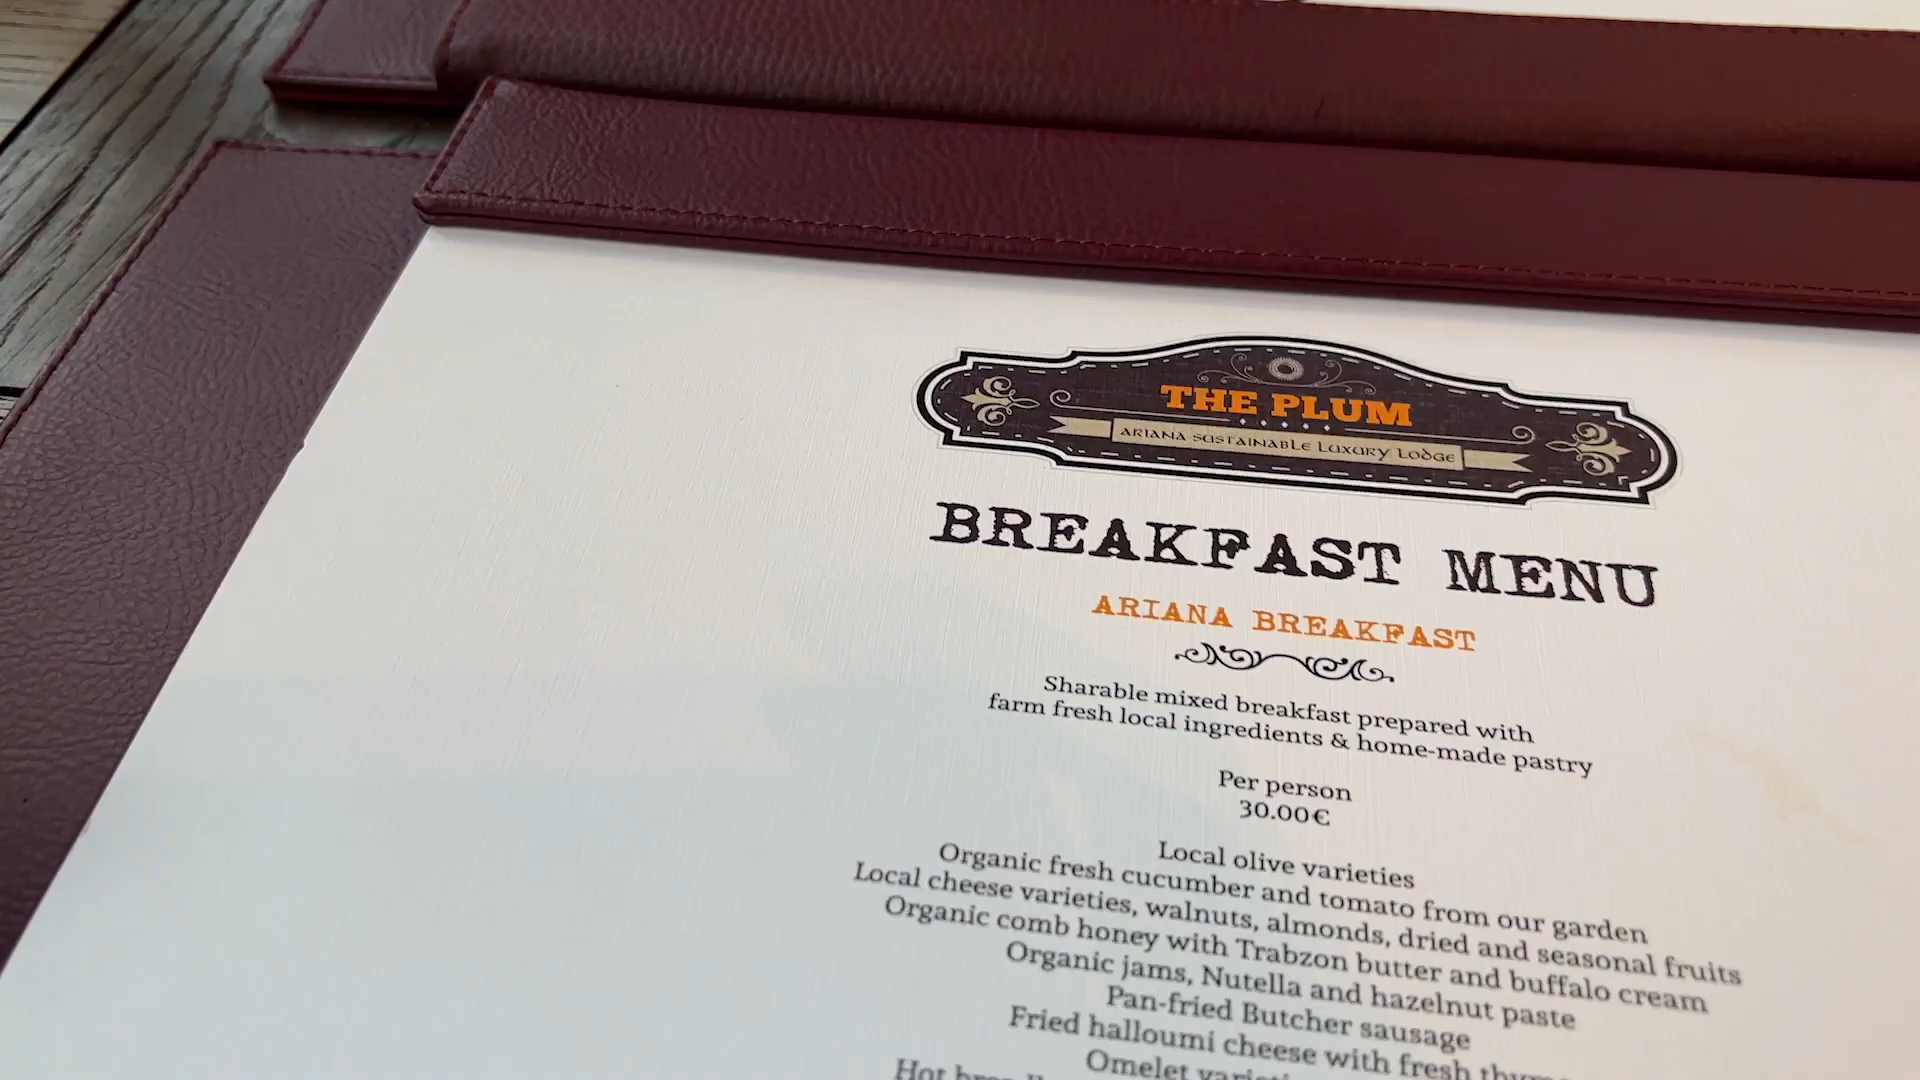 THE PLUM
ARIANA SUSTAINABLE LUXURY LODGE
BREAKFAST MENU
ARIANA BREAKFAST
Sharable mixed breakfast prepared with
farm fresh local ingredients & home-made pastry
Per person
30.00€
Local olive varieties
Organic fresh cucumber and tomato from our garden
Local cheese varieties, walnuts, almonds, dried and seasonal fruits
Organic comb honey with Trabzon butter and buffalo cream
Organic jams, Nutella and hazelnut paste
Pan-fried Butcher sausage
Fried halloumi cheese with fresh
Omelet
Hot